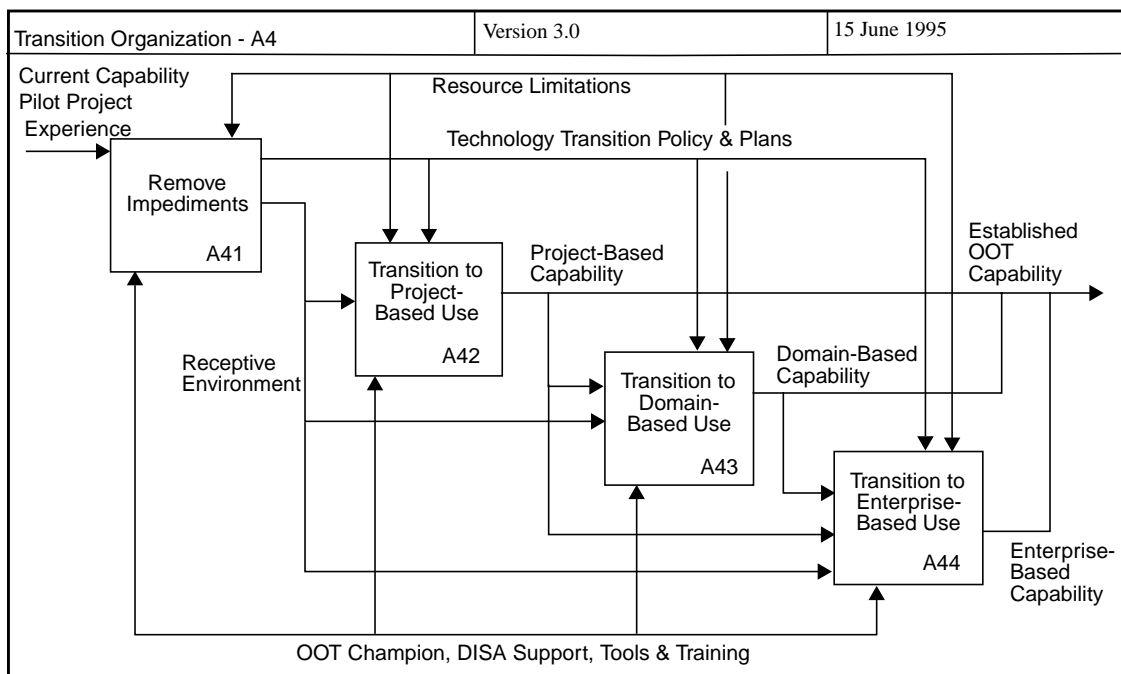 Transition Organization - A4
Version 3.0
15 June 1995
Current Capability
Pilot Project
Experience
Resource Limitations
Technology Transition Policy & Plans
Remove
Impediments
A41
Transition to
Project-
Based Use
A42
Project-Based
Capability
Established
OOT
Capability
Receptive
Environment
Transition to
Domain-
Based Use
A43
Domain-Based
Capability
Transition to
Enterprise-
Based Use
A44
Enterprise-
Based
Capability
OOT Champion, DISA Support, Tools & Training